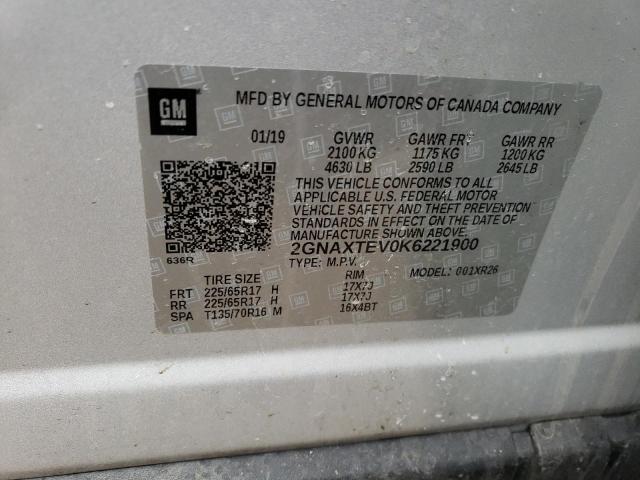 GM
MFD BY GENERAL MOTORS OF CANADA COMPANY
01/19 GVWR GAWR FRT GAWR RR
2100 KG 1175 KG 1200 KG
4630 LB 2590 LB 2645 LB
THIS VEHICLE CONFORMS TO ALL
APPLICABLE U.S. FEDERAL MOTOR
VEHICLE SAFETY AND THEFT PREVENTION
STANDARDS IN EFFECT ON THE DATE OF
MANUFACTURE SHOWN ABOVE.
636R
2GNAXTEV0K6221900
TYPE: M.P.V. MODEL: 001XR26
TIRE SIZE RIM
FRT 225/65R17 H 17X7J
RR 225/65R17 H 17X7J
SPA T135/70R16 M 16X4BT